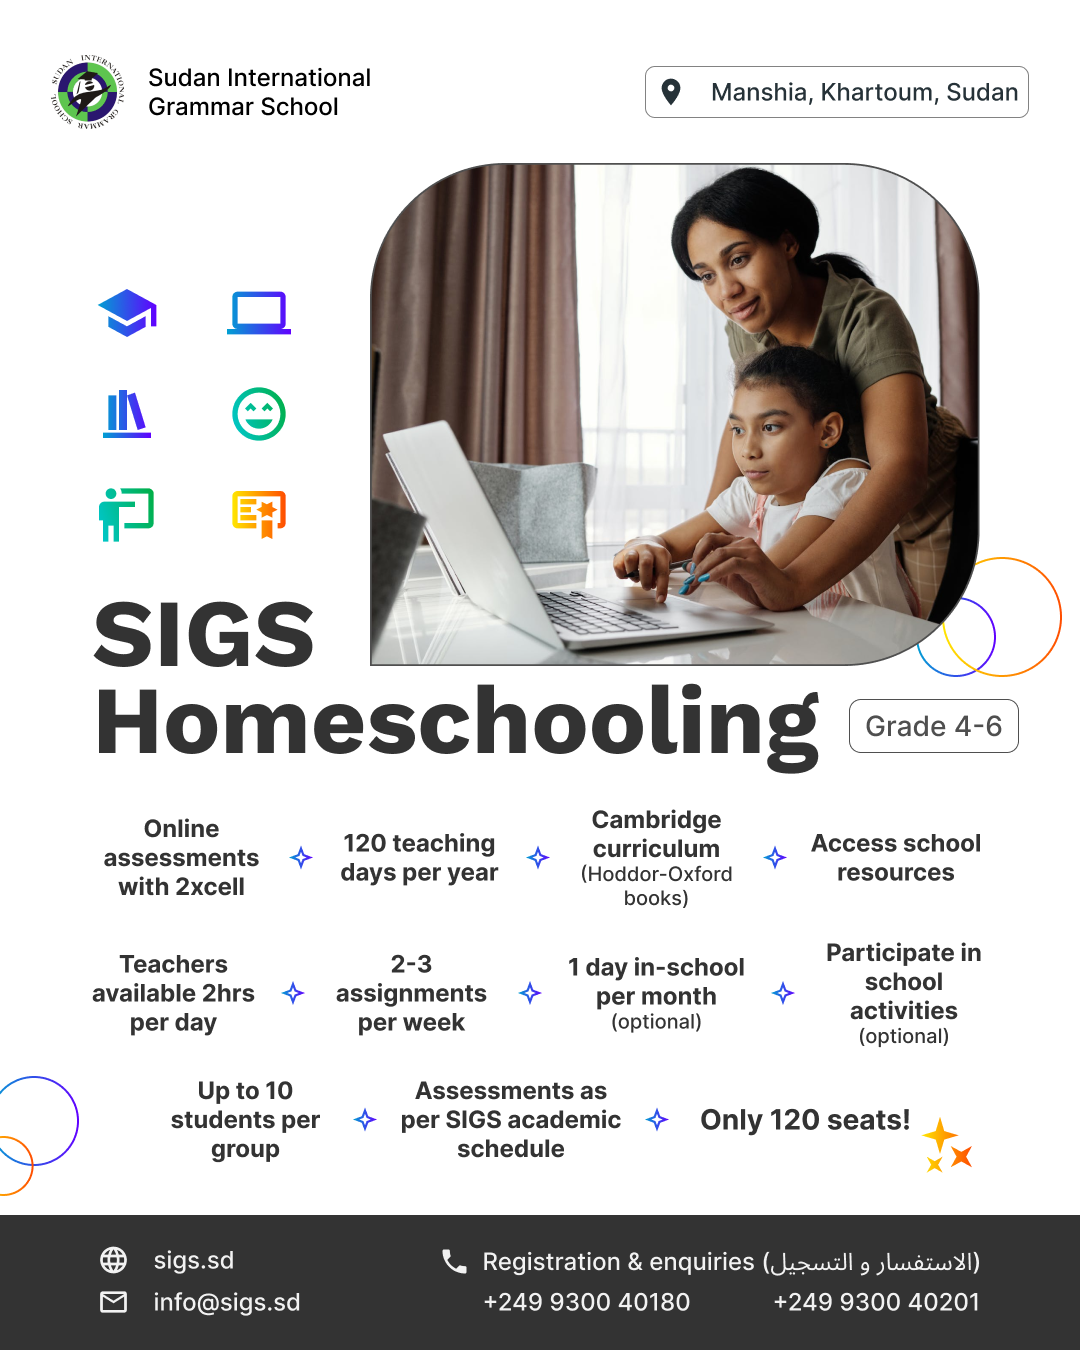 SUDAN INTERNATIONAL GRAMMAR SCHOOL
Sudan International
Grammar School
Manshia, Khartoum, Sudan
SIGS
Homeschooling
Grade 4-6
Online
assessments
with 2xcell
120 teaching
days per year
Cambridge
curriculum
(Hoddor-Oxford
books)
Access school
resources
Teachers
available 2hrs
per day
2-3
assignments
per week
1 day in-school
per month
(optional)
Participate in
school
activities
(optional)
Up to 10
students per
group
Assessments as
per SIGS academic
schedule
Only 120 seats!
sigs.sd
info@sigs.sd
Registration & enquiries (الاستفسار و التسجيل)
+249 9300 40180
+249 9300 40201